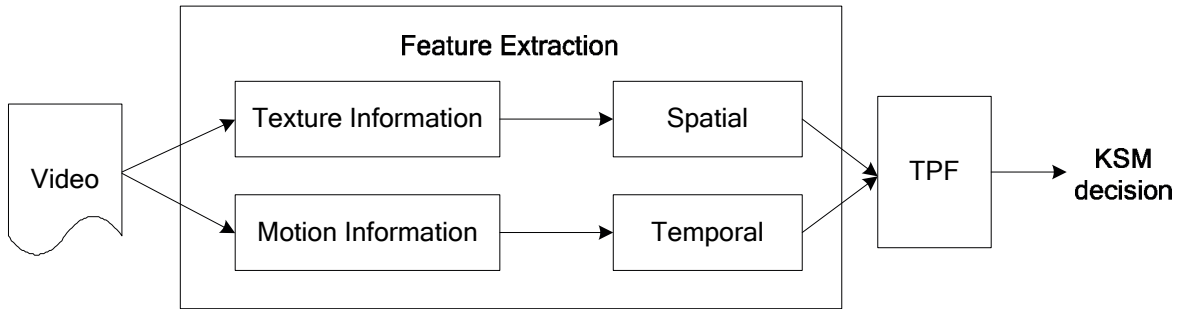 Feature Extraction
Texture Information
Spatial
Video
TPF
KSM
decision
Motion Information
Temporal